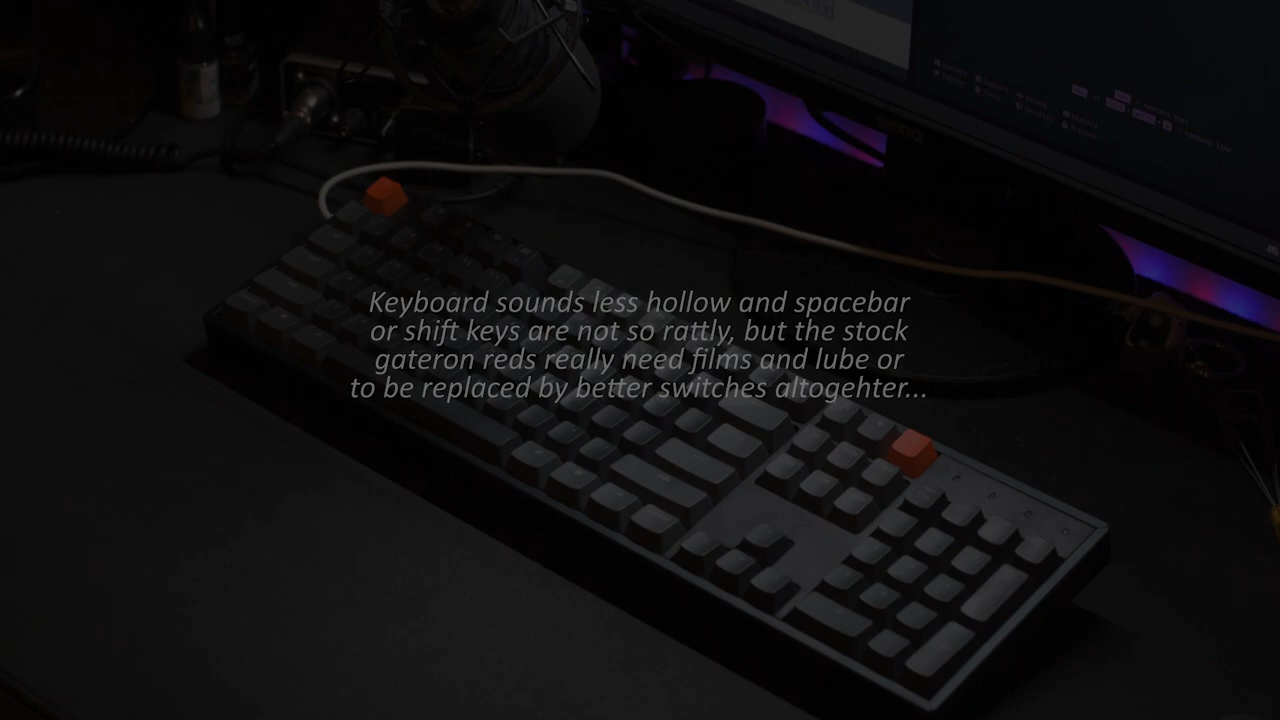 Keyboard sounds less hollow and spacebar
or shift keys are not so rattly, but the stock
gateron reds really need films and lube or
to be replaced by better switches altogehter...